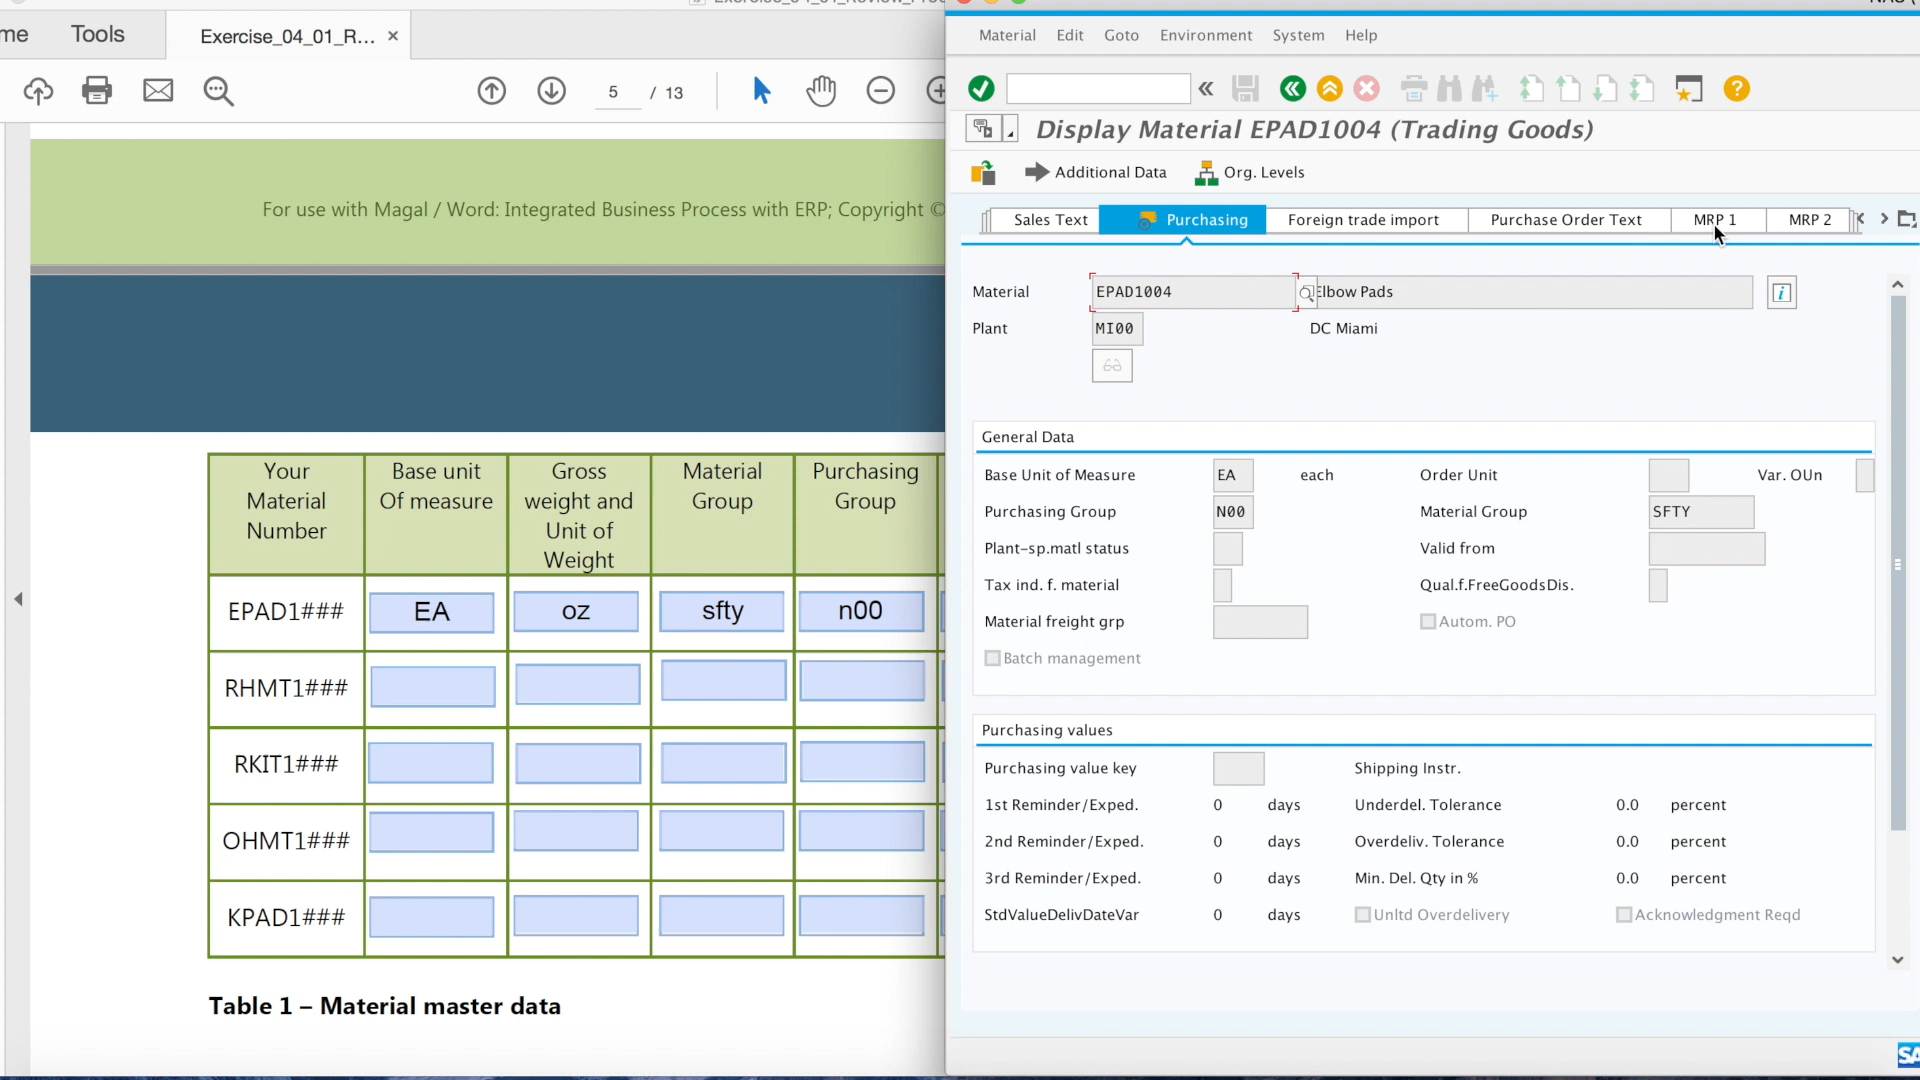 me
Tools
Exercise_04_01_R... ×
5 / 13
For use with Magal / Word: Integrated Business Process with ERP; Copyright ©
Your Material Number
Base unit Of measure
Gross weight and Unit of Weight
Material Group
Purchasing Group
EPAD1### EA oz sfty n00
RHMT1###
RKIT1###
OHMT1###
KPAD1###
Table 1 – Material master data
Material Edit Goto Environment System Help
Display Material EPAD1004 (Trading Goods)
Additional Data Org. Levels
Sales Text Purchasing Foreign trade import Purchase Order Text MRP 1 MRP 2
Material EPAD1004 Elbow Pads
Plant MI00 DC Miami
General Data
Base Unit of Measure EA each Order Unit Var. OUn
Purchasing Group N00 Material Group SFTY
Plant-sp.matl status Valid from
Tax ind. f. material Qual.f.FreeGoodsDis.
Material freight grp Autom. PO
Batch management
Purchasing values
Purchasing value key Shipping Instr.
1st Reminder/Exped. 0 days Underdel. Tolerance 0.0 percent
2nd Reminder/Exped. 0 days Overdeliv. Tolerance 0.0 percent
3rd Reminder/Exped. 0 days Min. Del. Qty in % 0.0 percent
StdValueDelivDateVar 0 days Unltd Overdelivery Acknowledgment Reqd
SA